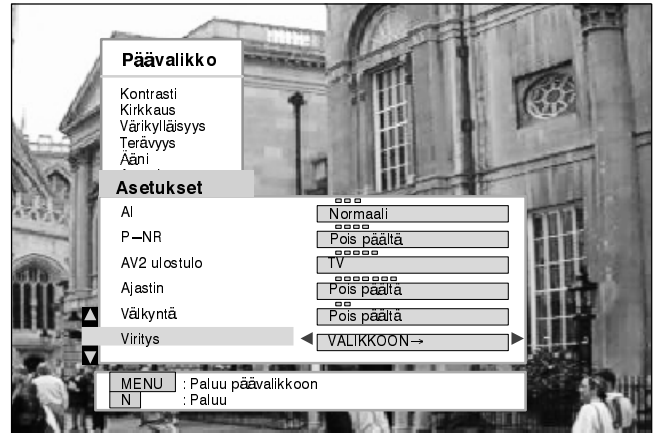 Päävalikko
Kontrasti
Kirkkaus
Värikylläisyys
Terävyys
Ääni
Asetukset
AI Normaali
P–NR Pois päältä
AV2 ulostulo TV
Ajastin Pois päältä
Välkyntä Pois päältä
Viritys VALIKKOON→
MENU : Paluu päävalikkoon
N : Paluu